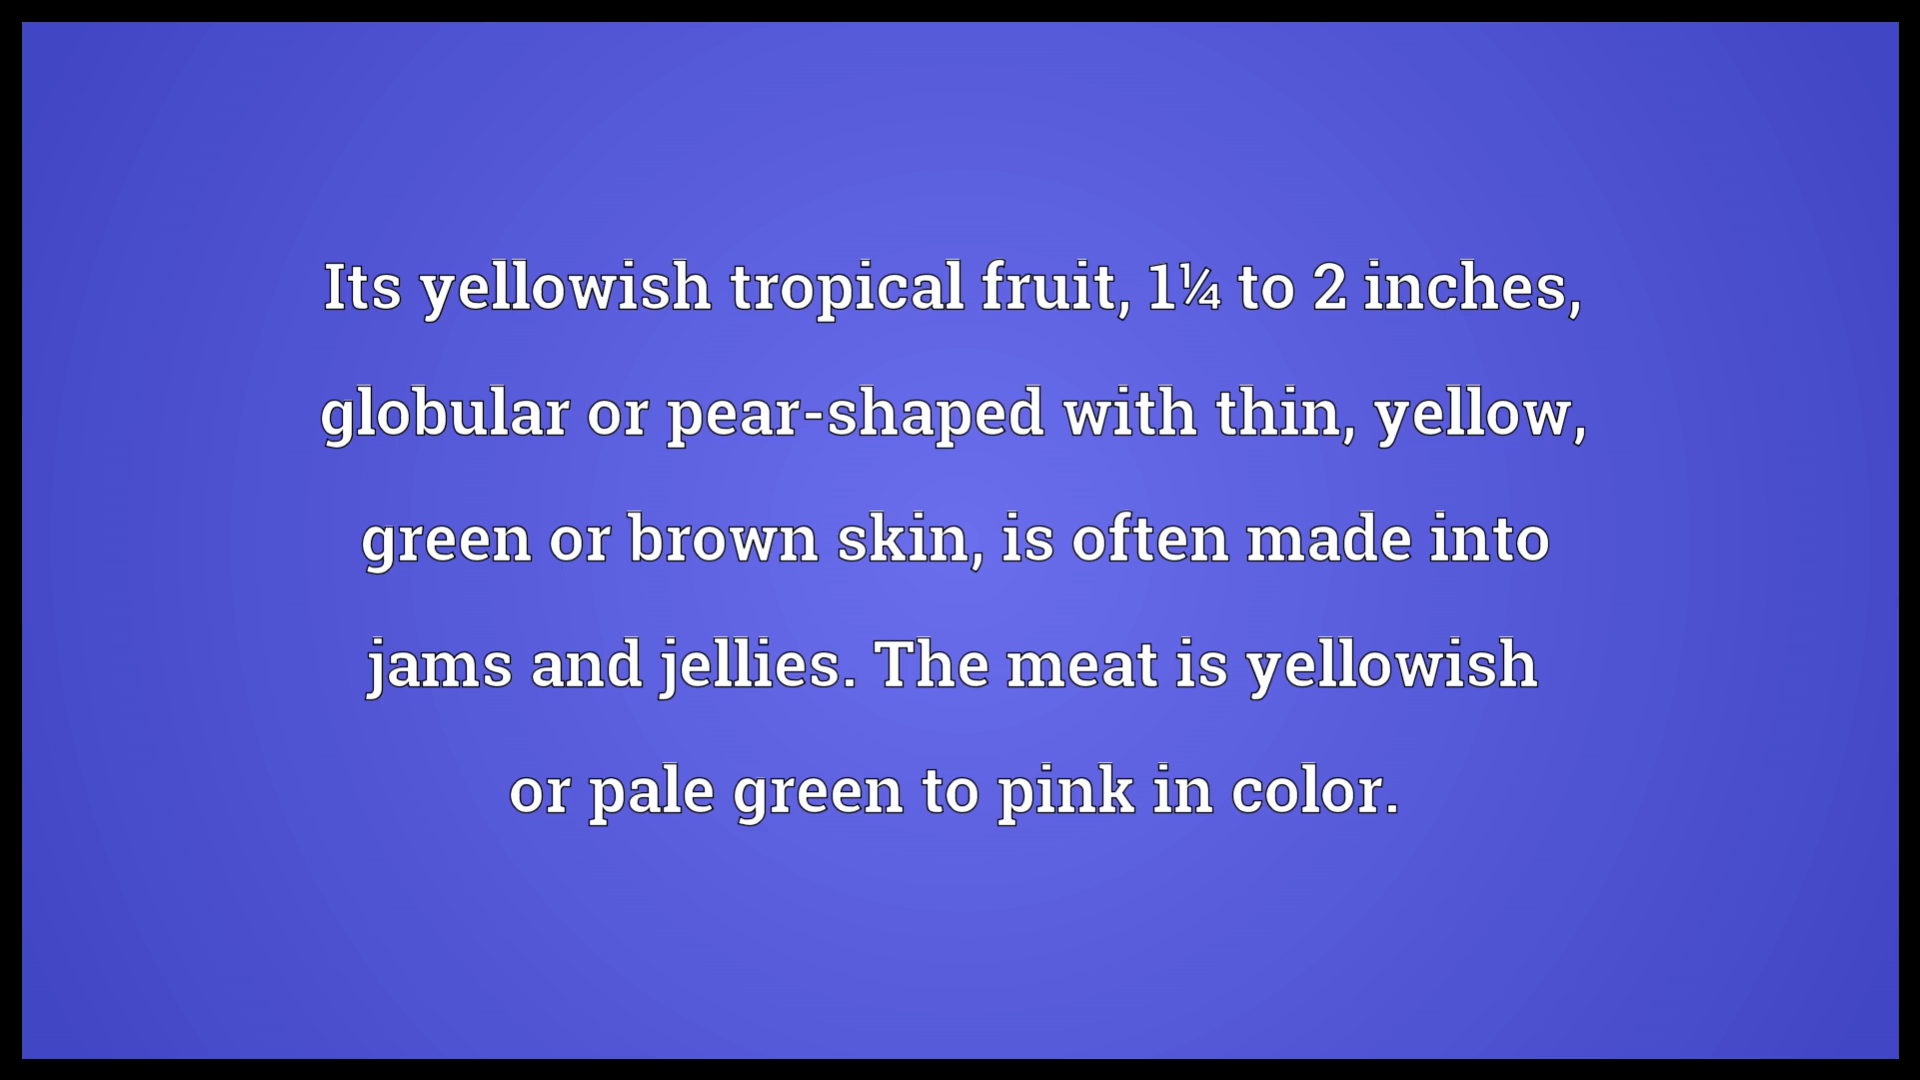 Its yellowish tropical fruit, 1¼ to 2 inches,
globular or pear-shaped with thin, yellow,
green or brown skin, is often made into
jams and jellies. The meat is yellowish
or pale green to pink in color.